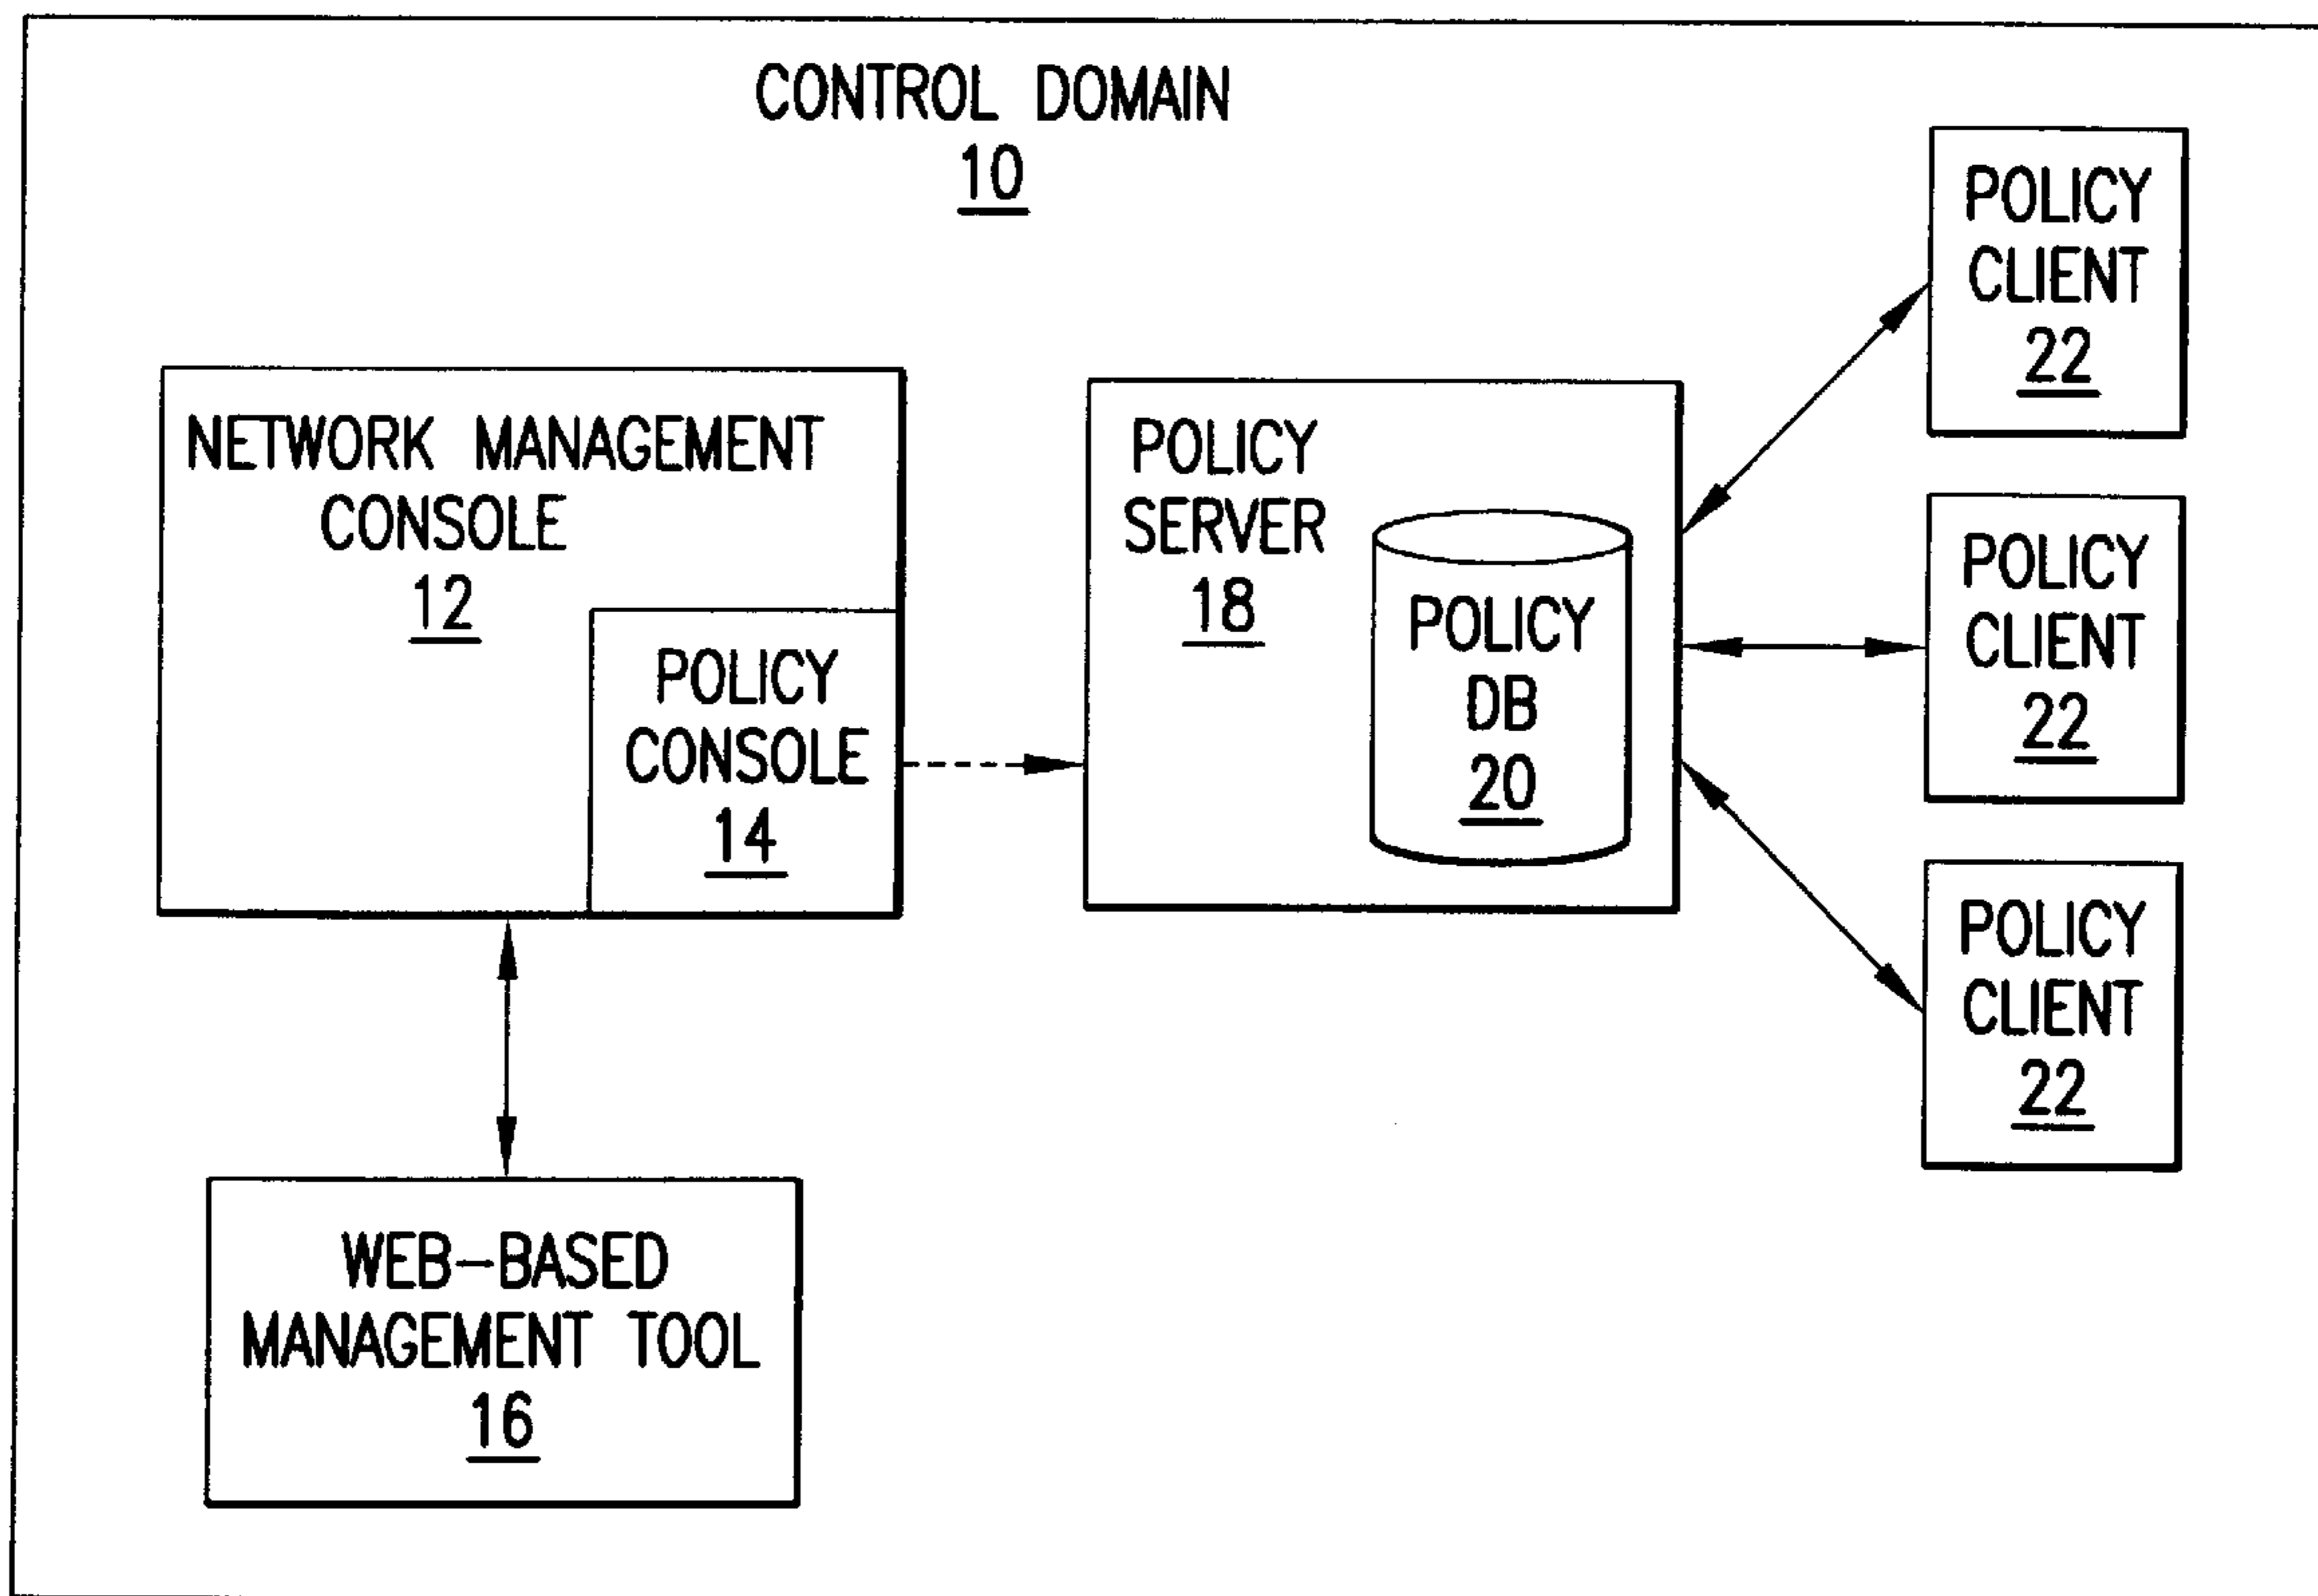 CONTROL DOMAIN
10
NETWORK MANAGEMENT
CONSOLE
12
POLICY
CONSOLE
14
WEB-BASED
MANAGEMENT TOOL
16
POLICY
SERVER
18
POLICY
DB
20
POLICY
CLIENT
22
POLICY
CLIENT
22
POLICY
CLIENT
22